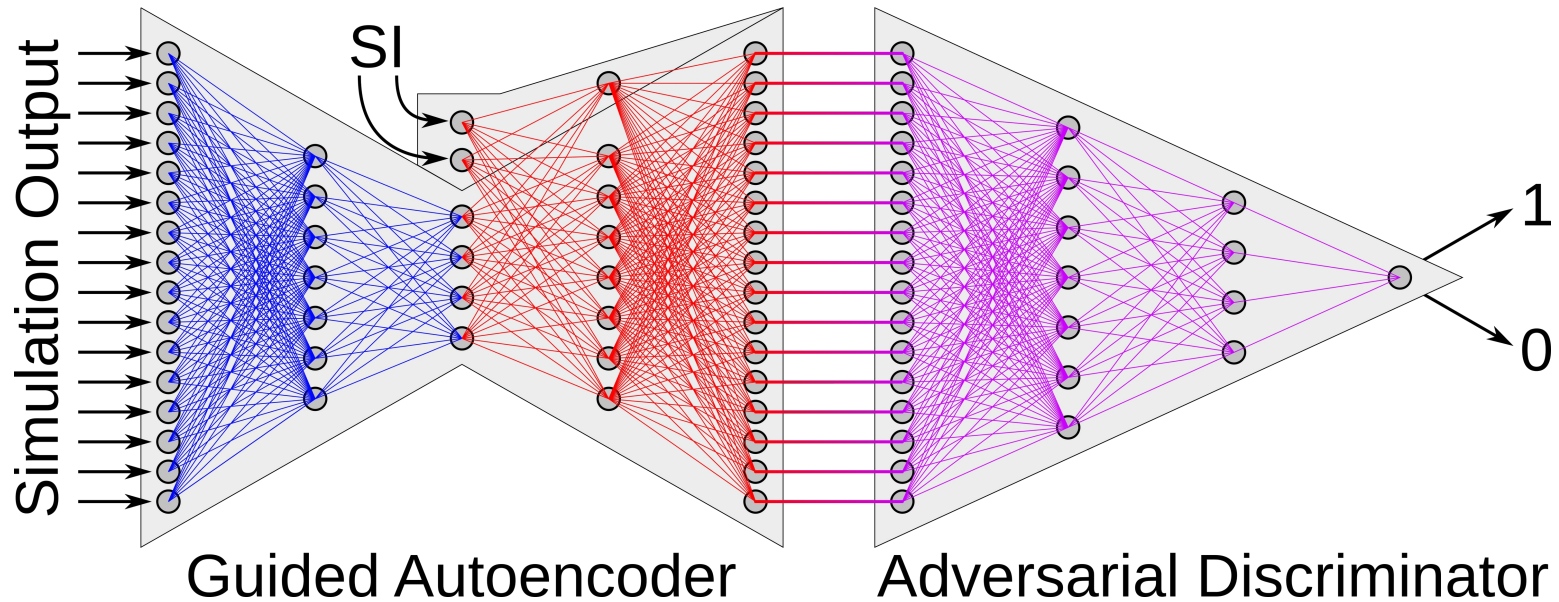 Simulation Output
SI
1
0
Guided Autoencoder
Adversarial Discriminator